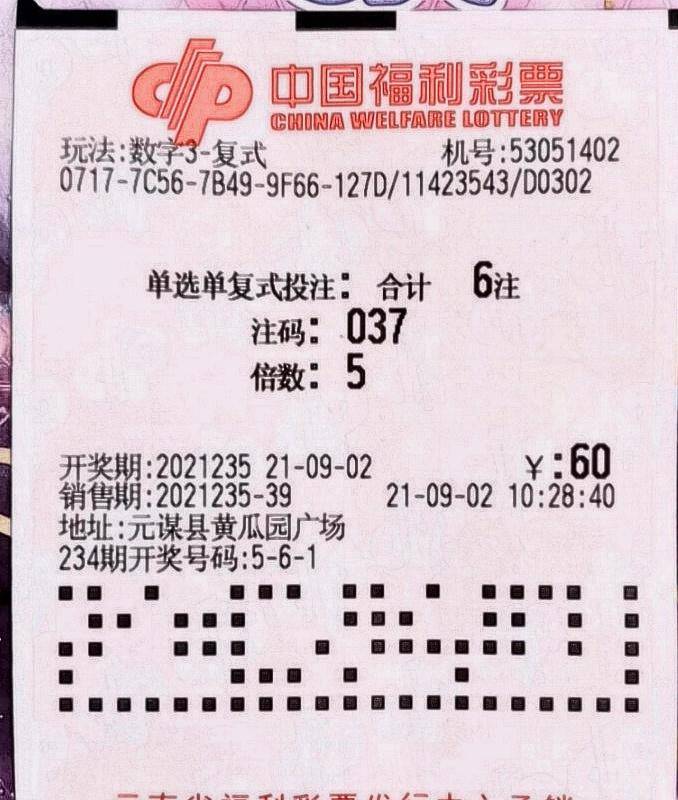 中国福利彩票
CHINA WELFARE LOTTERY
玩法:数字3-复式 机号:53051402
0717-7C56-7B49-9F66-127D/11423543/D0302
单选单复式投注: 合计 6注
注码: 037
倍数: 5
开奖期:2021235 21-09-02 ¥:60
销售期:2021235-39 21-09-02 10:28:40
地址:元谋县黄瓜园广场
234期开奖号码:5-6-1